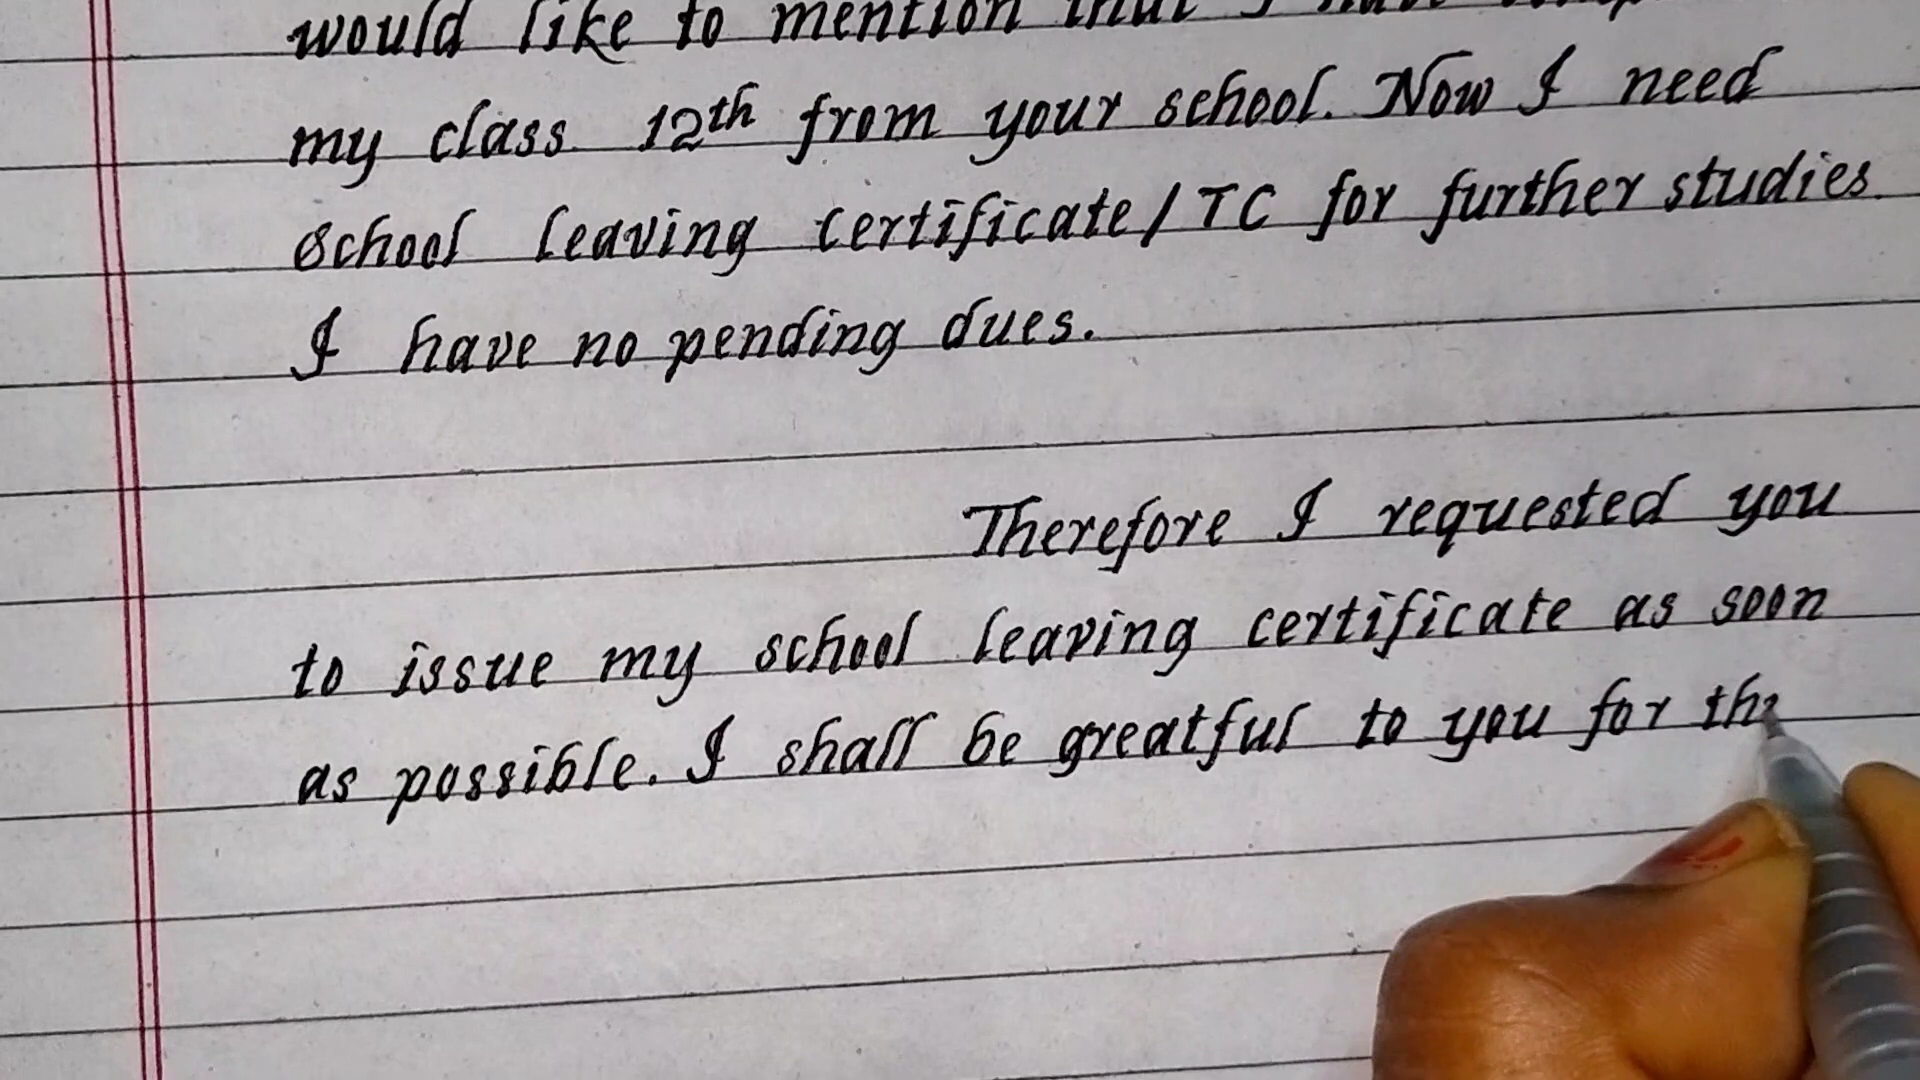 would like to mention that I have
my class 12th from your school. Now I need
School leaving certificate / TC for further studies.
I have no pending dues.
Therefore I requested you
to issue my school leaving certificate as soon
as possible. I shall be greatful to you for